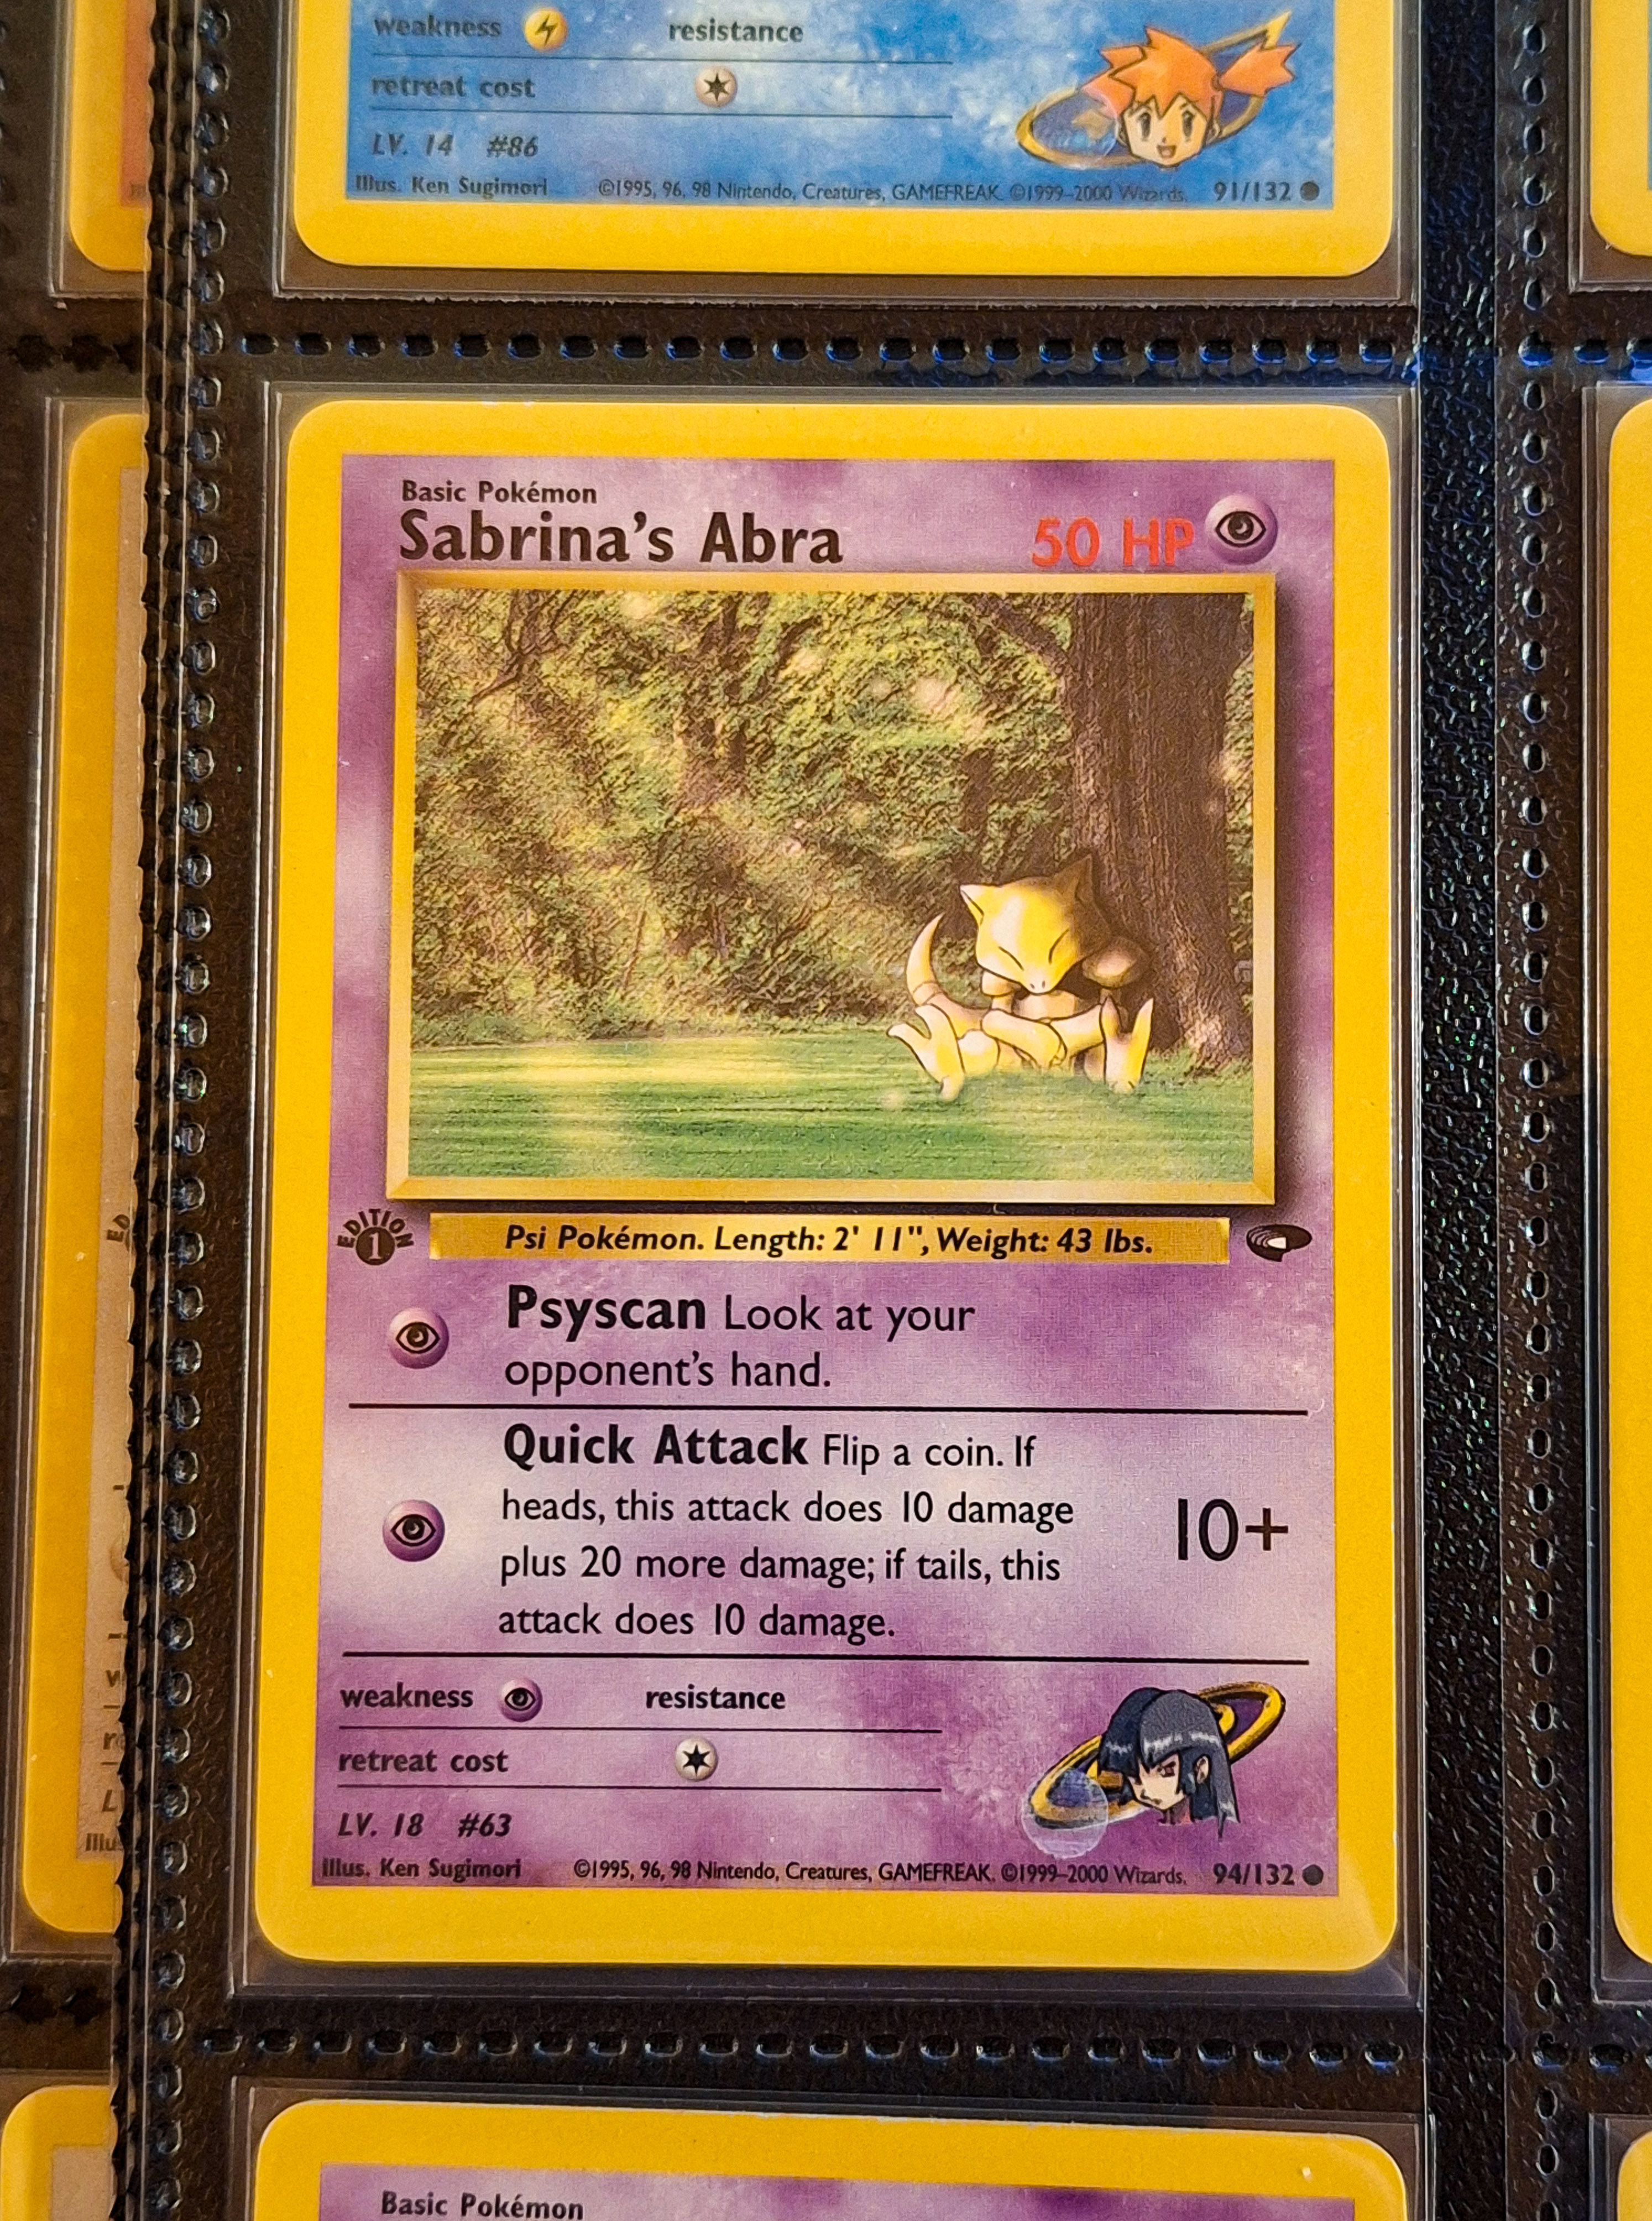 weakness resistance
retreat cost
LV. 14 #86
Illus. Ken Sugimori ©1995, 96, 98 Nintendo, Creatures, GAMEFREAK. ©1999-2000 Wizards. 91/132
Basic Pokémon
Sabrina's Abra 50 HP
EDITION
1
Psi Pokémon. Length: 2' 11", Weight: 43 lbs.
Psyscan Look at your
opponent's hand.
Quick Attack Flip a coin. If
heads, this attack does 10 damage
plus 20 more damage; if tails, this
attack does 10 damage.
10+
weakness resistance
retreat cost
LV. 18 #63
Illus. Ken Sugimori ©1995, 96, 98 Nintendo, Creatures, GAMEFREAK. ©1999-2000 Wizards. 94/132
Illus.
Basic Pokémon